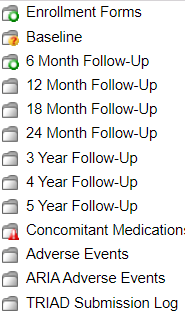 Enrollment Forms
Baseline
6 Month Follow-Up
12 Month Follow-Up
18 Month Follow-Up
24 Month Follow-Up
3 Year Follow-Up
4 Year Follow-Up
5 Year Follow-Up
Concomitant Medications
Adverse Events
ARIA Adverse Events
TRIAD Submission Log